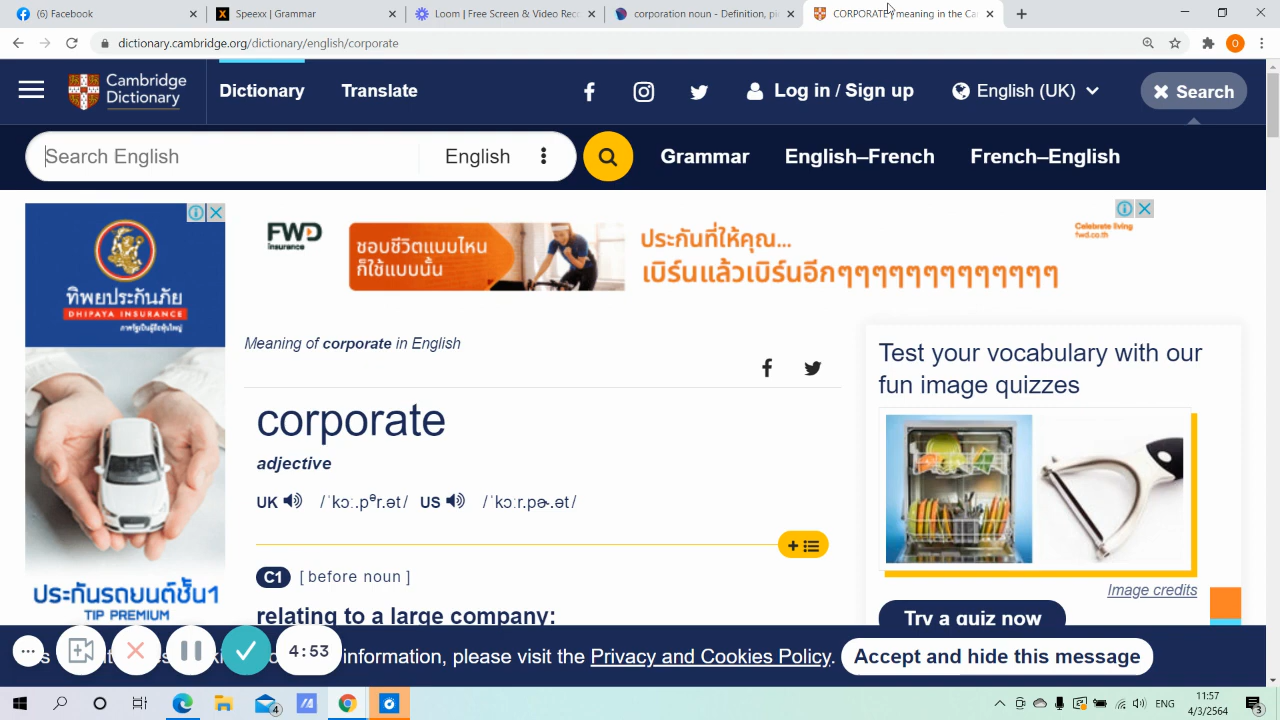 (6) Facebook
Speexx | Grammar
Loom | Free Screen & Video Rec
corporation noun - Definition, pi
CORPORATE | meaning in the Ca
dictionary.cambridge.org/dictionary/english/corporate
O
Cambridge
Dictionary
Dictionary
Translate
Log in / Sign up
English (UK)
Search
Search English
English
Grammar
English–French
French–English
ทิพยประกันภัย
DHIPAYA INSURANCE
ประกันรถยนต์ชั้น1
TIP PREMIUM
FWD
insurance
ชอบชีวิตแบบไหน
ก็ใช้แบบนั้น
ประกันที่ให้คุณ...
เบิร์นแล้วเบิร์นอีกๆๆๆๆๆๆๆๆๆๆๆๆๆ
Celebrate living
fwd.co.th
Meaning of corporate in English
corporate
adjective
UK /ˈkɔː.pᵊr.ət/ US /ˈkɔːr.pɚ.ət/
C1 [ before noun ]
relating to a large company:
Test your vocabulary with our
fun image quizzes
Image credits
Try a quiz now
4:53
information, please visit the Privacy and Cookies Policy.
Accept and hide this message
4
ENG
11:57
4/3/2564
3